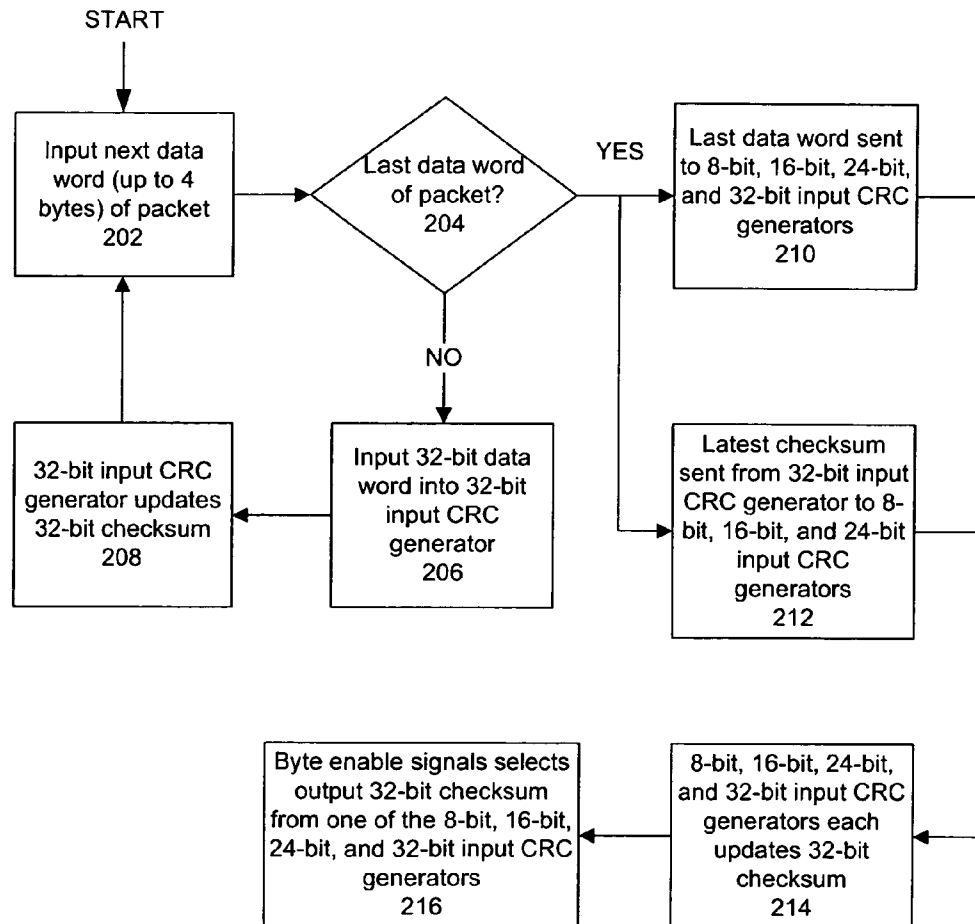 START
Input next data
word (up to 4
bytes) of packet
202
Last data word
of packet?
204
YES
Last data word sent
to 8-bit, 16-bit, 24-bit,
and 32-bit input CRC
generators
210
NO
32-bit input CRC
generator updates
32-bit checksum
208
Input 32-bit data
word into 32-bit
input CRC
generator
206
Latest checksum
sent from 32-bit input
CRC generator to 8-
bit, 16-bit, and 24-bit
input CRC
generators
212
Byte enable signals selects
output 32-bit checksum
from one of the 8-bit, 16-bit,
24-bit, and 32-bit input CRC
generators
216
8-bit, 16-bit, 24-bit,
and 32-bit input CRC
generators each
updates 32-bit
checksum
214